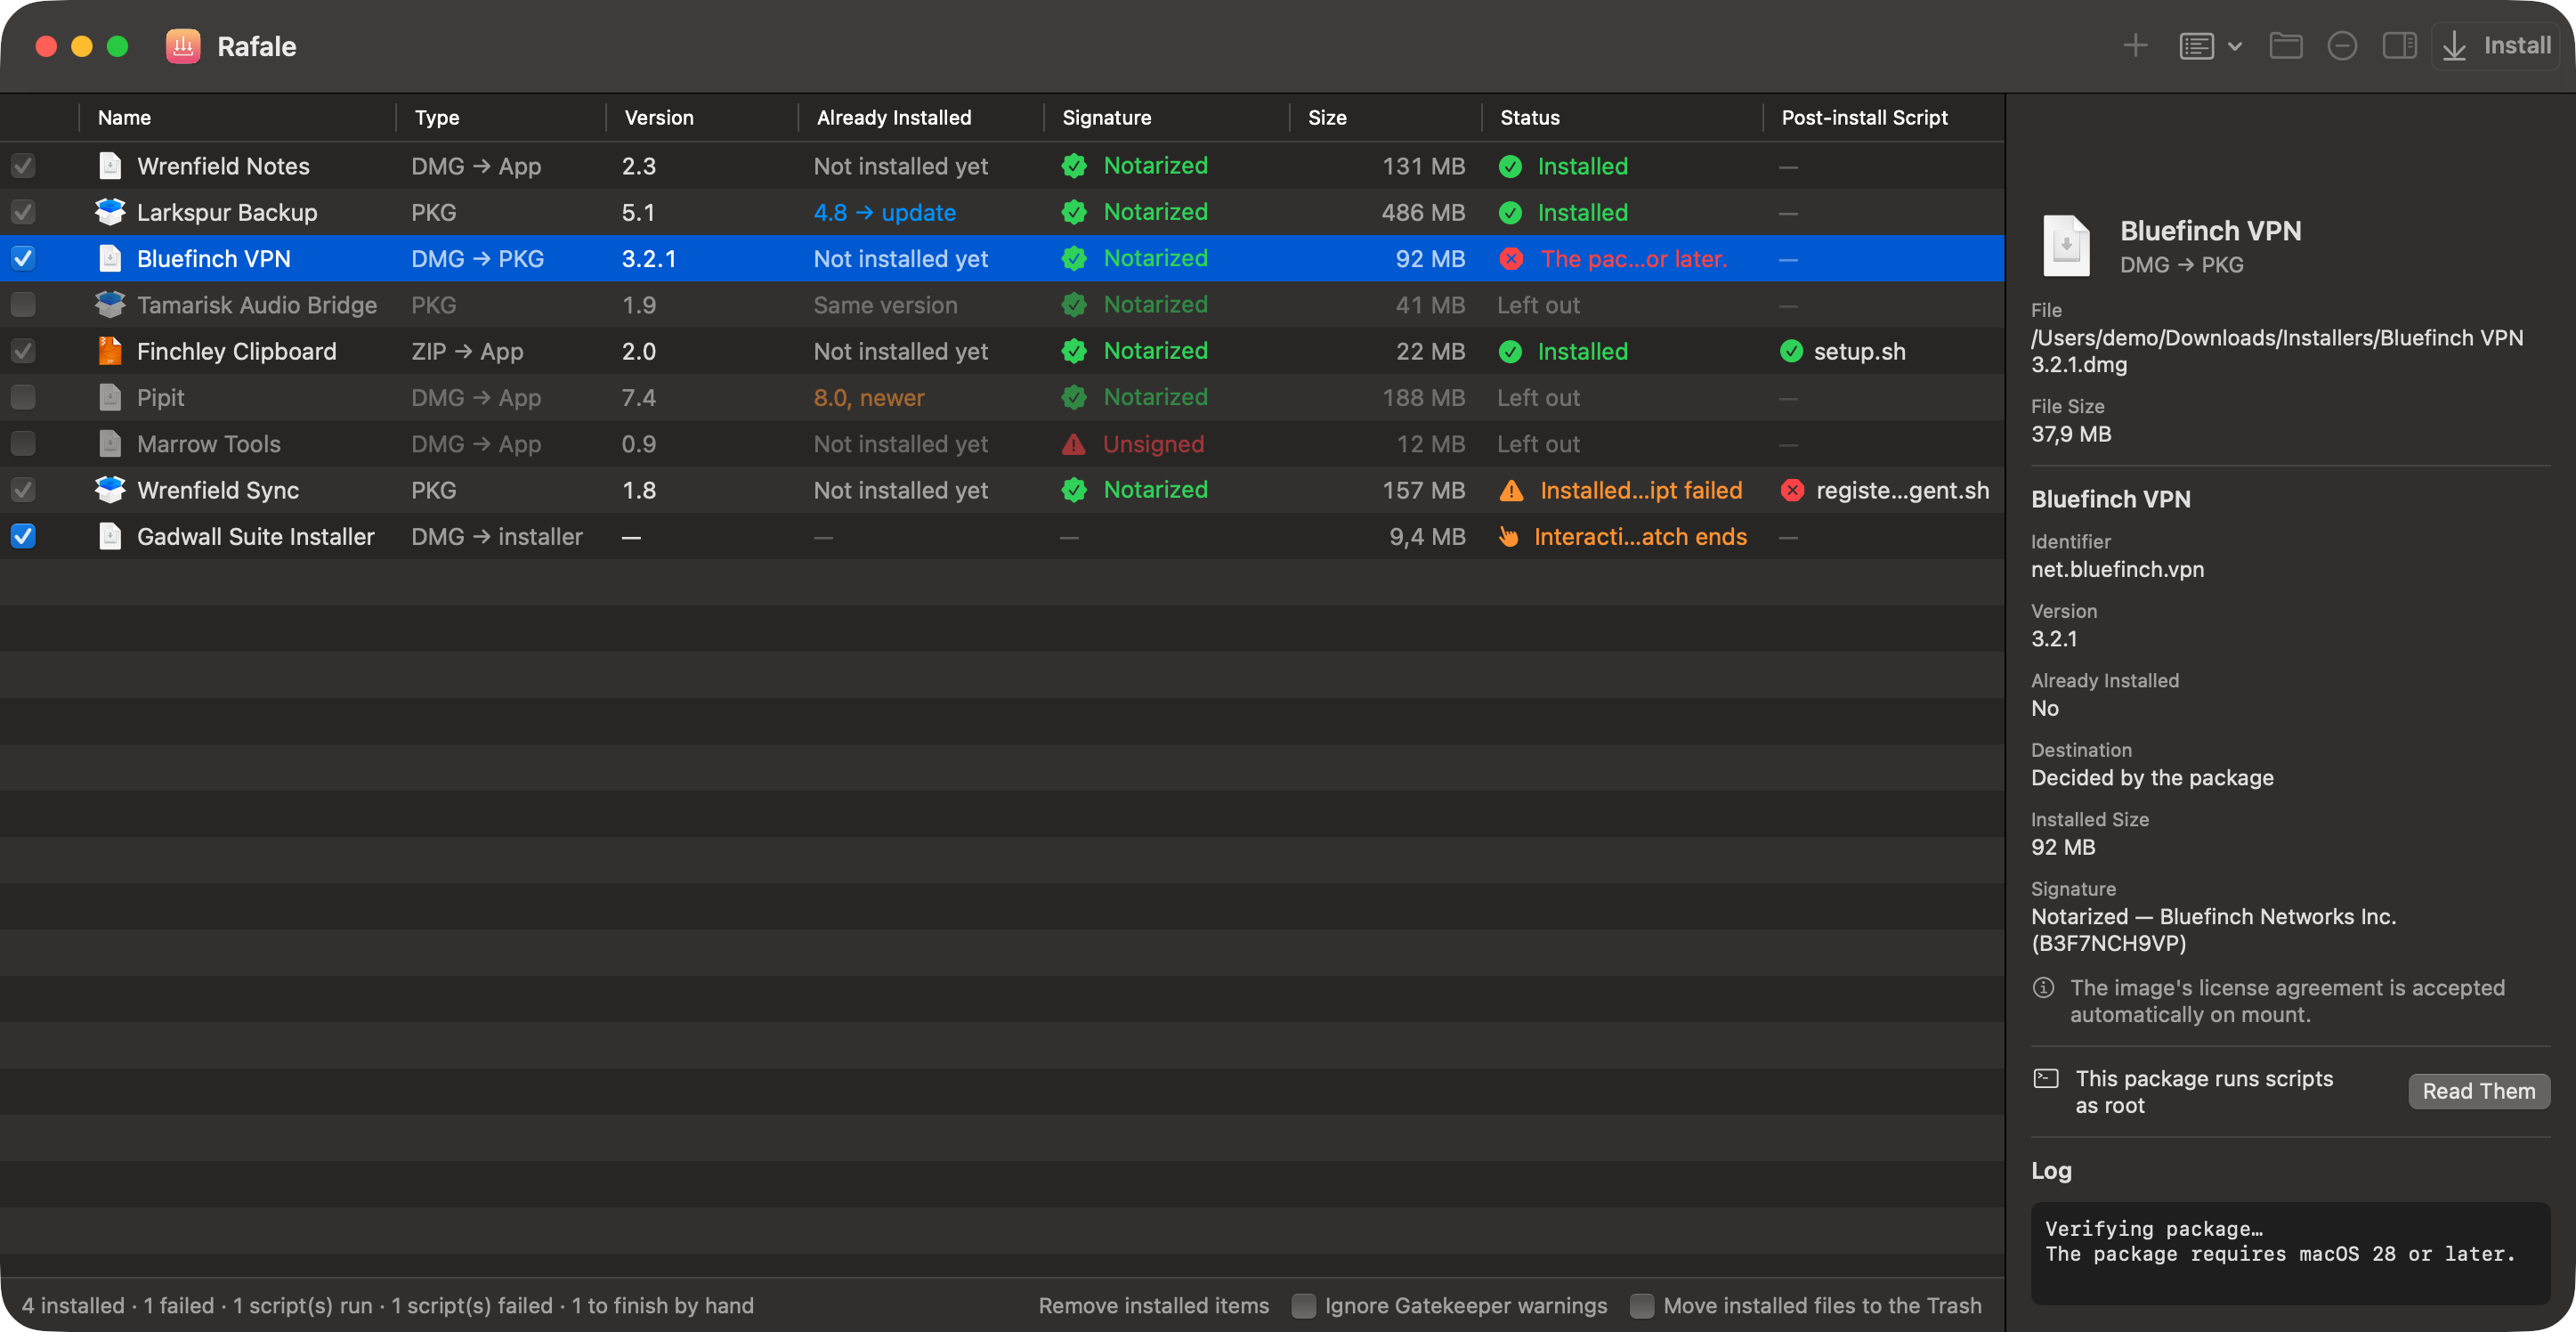 Rafale
Install
Name Type Version Already Installed Signature Size Status Post-install Script
Wrenfield Notes DMG → App 2.3 Not installed yet Notarized 131 MB Installed —
Larkspur Backup PKG 5.1 4.8 → update Notarized 486 MB Installed —
Bluefinch VPN DMG → PKG 3.2.1 Not installed yet Notarized 92 MB The pac...or later. —
Tamarisk Audio Bridge PKG 1.9 Same version Notarized 41 MB Left out —
Finchley Clipboard ZIP → App 2.0 Not installed yet Notarized 22 MB Installed setup.sh
Pipit DMG → App 7.4 8.0, newer Notarized 188 MB Left out —
Marrow Tools DMG → App 0.9 Not installed yet Unsigned 12 MB Left out —
Wrenfield Sync PKG 1.8 Not installed yet Notarized 157 MB Installed...ipt failed registe...gent.sh
Gadwall Suite Installer DMG → installer — — — 9,4 MB Interacti...atch ends —
4 installed · 1 failed · 1 script(s) run · 1 script(s) failed · 1 to finish by hand
Remove installed items Ignore Gatekeeper warnings Move installed files to the Trash
Bluefinch VPN
DMG → PKG
File
/Users/demo/Downloads/Installers/Bluefinch VPN
3.2.1.dmg
File Size
37,9 MB
Bluefinch VPN
Identifier
net.bluefinch.vpn
Version
3.2.1
Already Installed
No
Destination
Decided by the package
Installed Size
92 MB
Signature
Notarized — Bluefinch Networks Inc.
(B3F7NCH9VP)
The image's license agreement is accepted
automatically on mount.
This package runs scripts
as root
Read Them
Log
Verifying package…
The package requires macOS 28 or later.